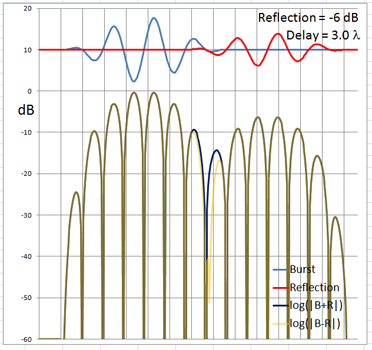 20
Reflection = -6 dB
Delay = 3.0 λ
10
0
dB
-10
-20
-30
-40
Burst
-50
Reflection
log(|B+R|)
log(|B-R|)
-60